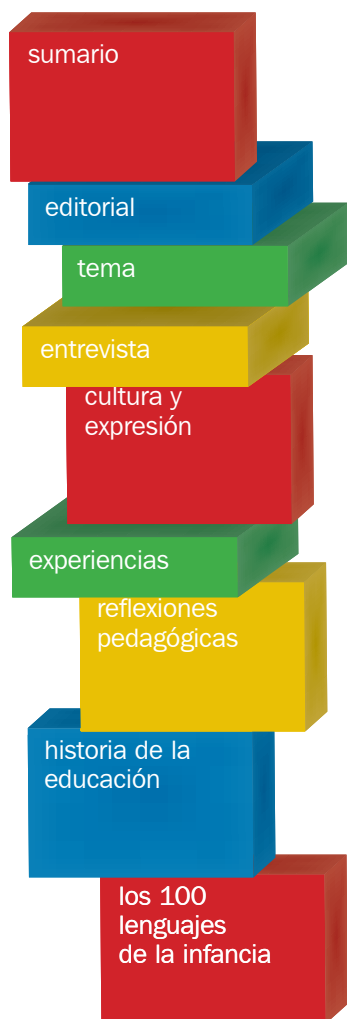 sumario
editorial
tema
entrevista
cultura y
expresión
experiencias
reflexiones
pedagógicas
historia de la
educación
los 100
lenguajes
de la infancia